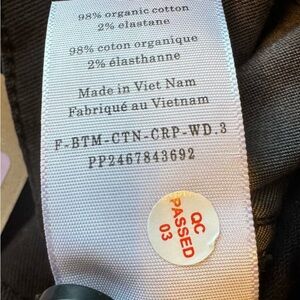 98% organic cotton
2% elastane
98% coton organique
2% élasthanne
Made in Viet Nam
Fabriqué au Vietnam
F-BTM-CTN-CRP-WD.3
PP2467843692
QC
PASSED
03